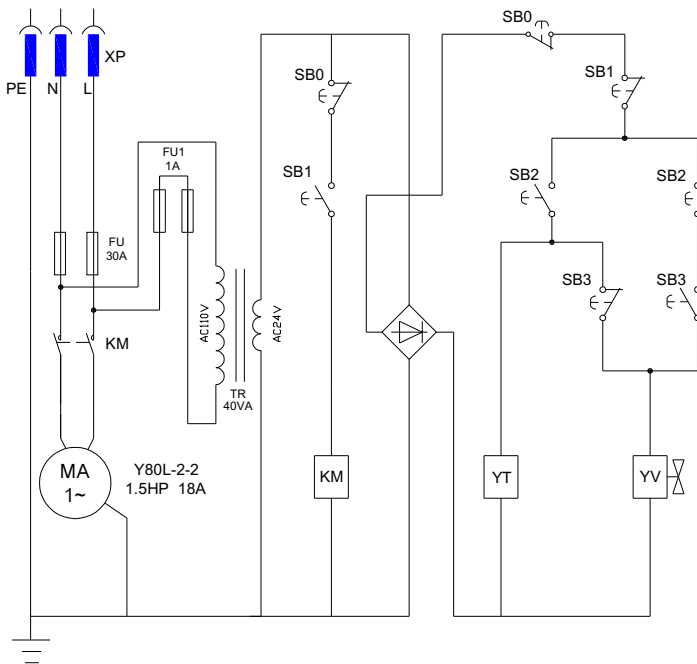 XP
PE N L
FU1
1A
FU
30A
KM
AC110V
AC24V
TR
40VA
MA
1~
Y80L-2-2
1.5HP 18A
SB0
SB1
KM
SB0
SB1
SB2
SB2
SB3
SB3
YT
YV